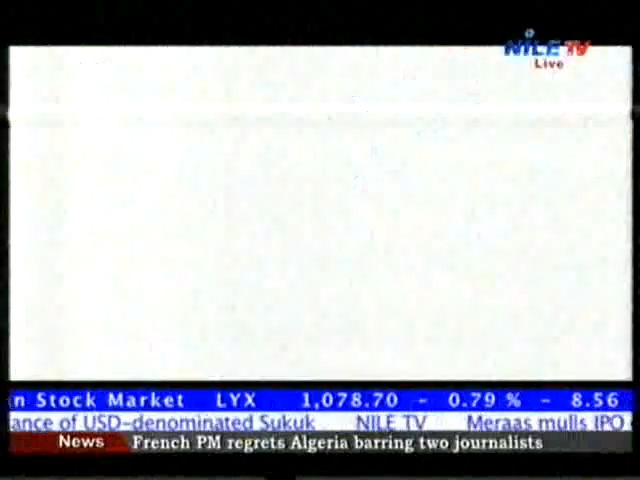 NiLE TV
Live
n Stock Market LYX 1,078.70 - 0.79 % - 8.56
ance of USD-denominated Sukuk NILE TV Meraas mulls IPO
News French PM regrets Algeria barring two journalists